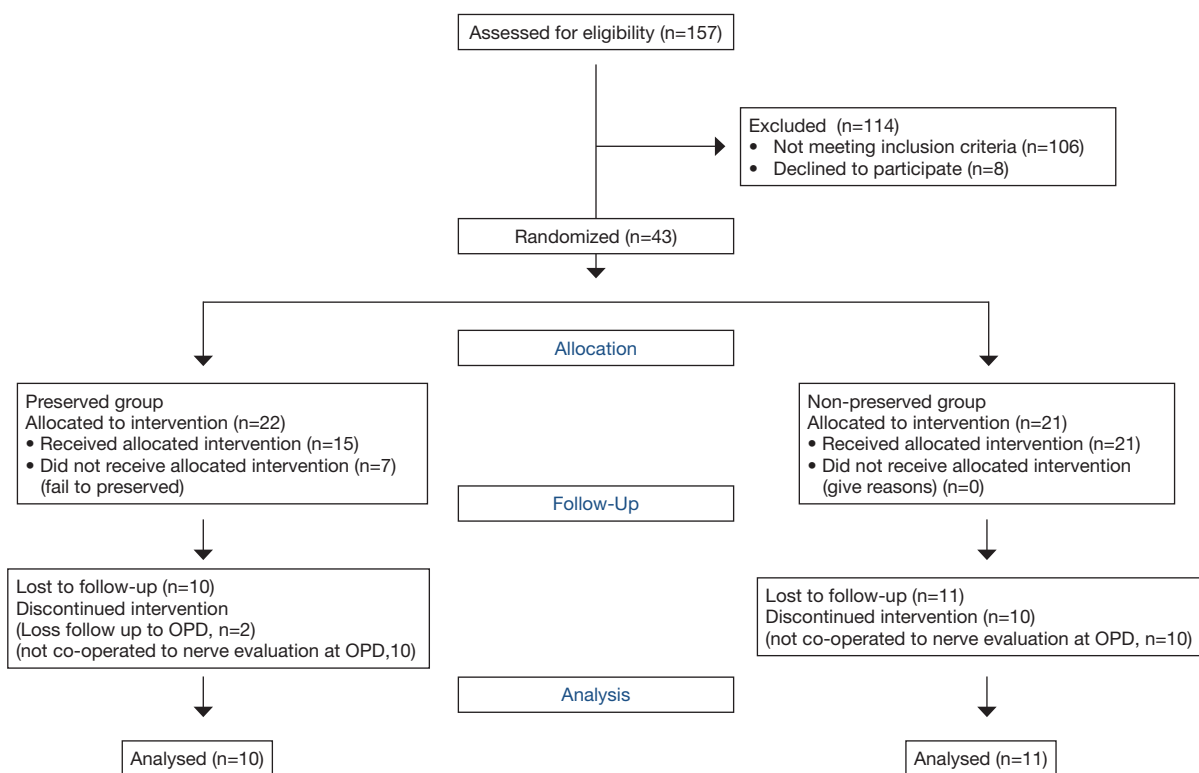 Assessed for eligibility (n=157)
Excluded (n=114)
• Not meeting inclusion criteria (n=106)
• Declined to participate (n=8)
Randomized (n=43)
Allocation
Preserved group
Allocated to intervention (n=22)
• Received allocated intervention (n=15)
• Did not receive allocated intervention (n=7)
(fail to preserved)
Non-preserved group
Allocated to intervention (n=21)
• Received allocated intervention (n=21)
• Did not receive allocated intervention
(give reasons) (n=0)
Follow-Up
Lost to follow-up (n=10)
Discontinued intervention
(Loss follow up to OPD, n=2)
(not co-operated to nerve evaluation at OPD,10)
Lost to follow-up (n=11)
Discontinued intervention (n=10)
(not co-operated to nerve evaluation at OPD, n=10)
Analysis
Analysed (n=10)
Analysed (n=11)